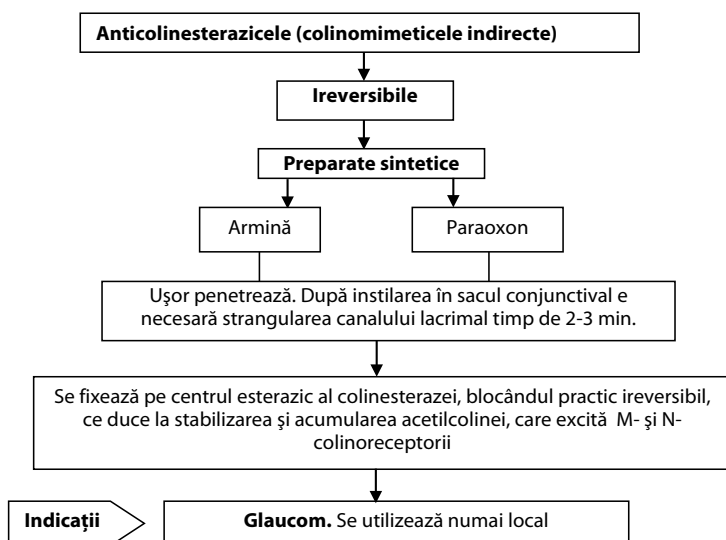 Anticolinesterazicele (colinomimeticele indirecte)
Ireversibile
Preparate sintetice
Armină
Paraoxon
Uşor penetrează. După instilarea în sacul conjunctival e
necesară strangularea canalului lacrimal timp de 2-3 min.
Se fixează pe centrul esterazic al colinesterazei, blocândul practic ireversibil,
ce duce la stabilizarea şi acumularea acetilcolinei, care excită M- şi N-
colinoreceptorii
Indicații
Glaucom. Se utilizează numai local